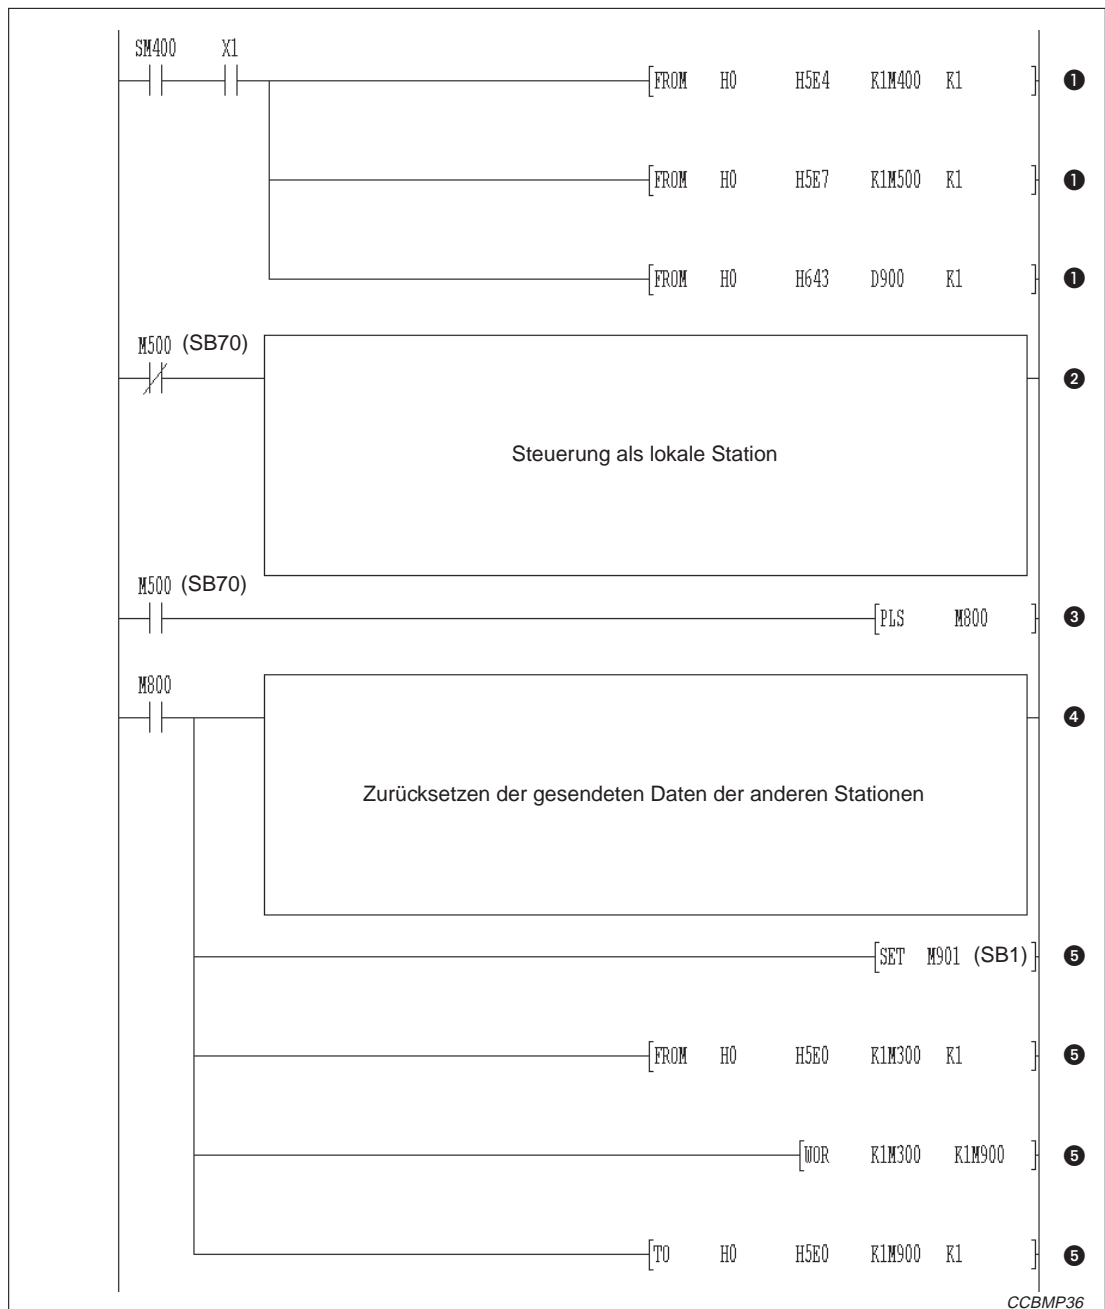 SM400 X1
[FROM H0 H5E4 K1M400 K1 ] ❶
[FROM H0 H5E7 K1M500 K1 ] ❶
[FROM H0 H643 D900 K1 ] ❶
M500 (SB70)
❷
Steuerung als lokale Station
M500 (SB70)
[PLS M800 ] ❸
M800
❹
Zurücksetzen der gesendeten Daten der anderen Stationen
[SET M901 (SB1) ] ❺
[FROM H0 H5E0 K1M300 K1 ] ❺
[WOR K1M300 K1M900 ] ❺
[TO H0 H5E0 K1M900 K1 ] ❺
CCBMP36